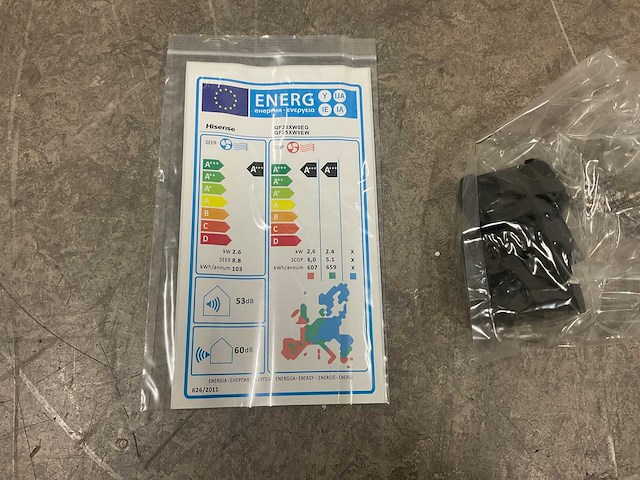 ENERG Y IJA
енергия · ενεργεια IE IA
Hisense QF25XW0EG
QF25XW0EW
SEER SCOP
A+++ A+++
A++ A++
A+ A+
A A
B B
C C
D D
kW 2.6 kW 2,6 2.4 X
SEER 8.8 SCOP 6,0 5.1 X
kWh/annum 103 kWh/annum 607 659 X
53dB
60dB
ENERGIA · ЕНЕРГИЯ · ΕΝΕΡΓΕΙΑ · ENERGIJA · ENERGY · ENERGIE · ENERGI
626/2011